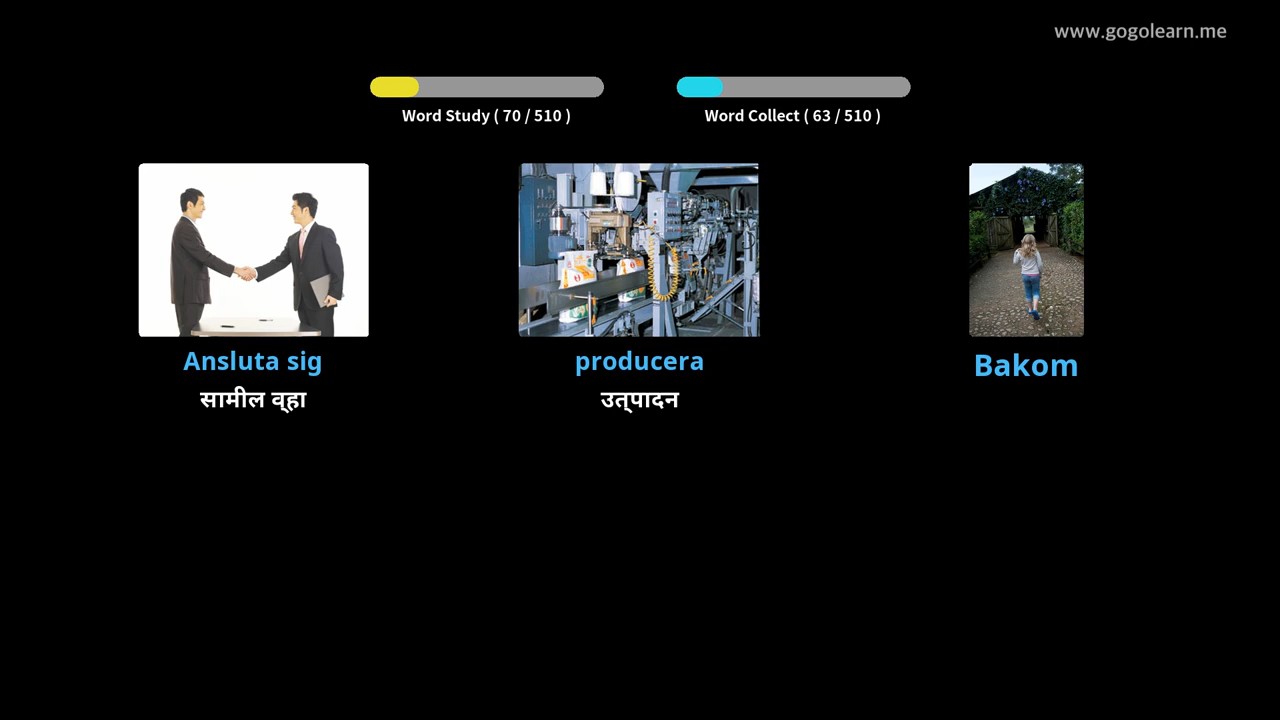 www.gogolearn.me
Word Study ( 70 / 510 )
Word Collect ( 63 / 510 )
Ansluta sig
सामील व्हा
producera
उत्पादन
Bakom